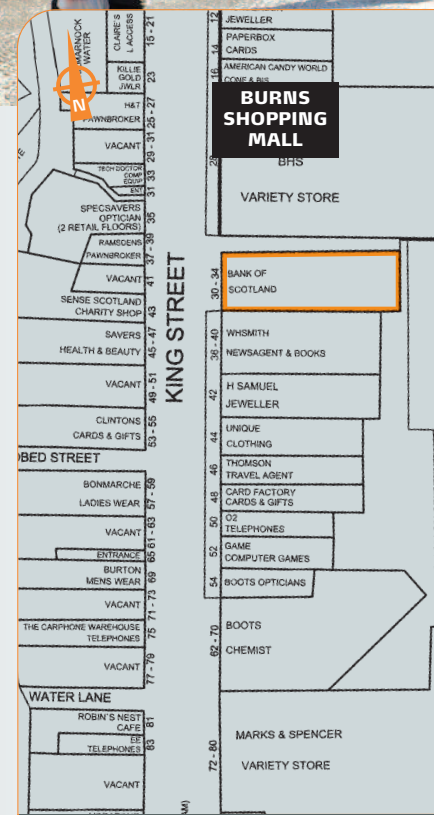 MARNOCK
WATER
CLAIRE'S
ACCESS
15 - 21
KILLIE
GOLD
JWLR
23
N
H&T
PAWNBROKER
25 - 27
VACANT
29 - 31
TECH DOCTOR
COMP
EQUIP
33
ENT
31
SPECSAVERS
OPTICIAN
(2 RETAIL FLOORS)
35
RAMSDENS
PAWNBROKER
37 - 39
VACANT
41
SENSE SCOTLAND
CHARITY SHOP
43
SAVERS
HEALTH & BEAUTY
45 - 47
VACANT
49 - 51
CLINTONS
CARDS & GIFTS
53 - 55
OBED STREET
BONMARCHE
LADIES WEAR
57 - 59
VACANT
61 - 63
ENTRANCE
65
BURTON
MENS WEAR
69
VACANT
71 - 73
THE CARPHONE WAREHOUSE
TELEPHONES
75
VACANT
77 - 79
WATER LANE
ROBIN'S NEST
CAFE
81
EE
TELEPHONES
83
VACANT
KING STREET
12
JEWELLER
14
PAPERBOX
CARDS
16
AMERICAN CANDY WORLD
CONE & BIS
BURNS
SHOPPING
MALL
28
BHS
VARIETY STORE
30 - 34
BANK OF
SCOTLAND
36 - 40
WHSMITH
NEWSAGENT & BOOKS
42
H SAMUEL
JEWELLER
44
UNIQUE
CLOTHING
46
THOMSON
TRAVEL AGENT
48
CARD FACTORY
CARDS & GIFTS
50
O2
TELEPHONES
52
GAME
COMPUTER GAMES
54
BOOTS OPTICIANS
62 - 70
BOOTS
CHEMIST
72 - 80
MARKS & SPENCER
VARIETY STORE